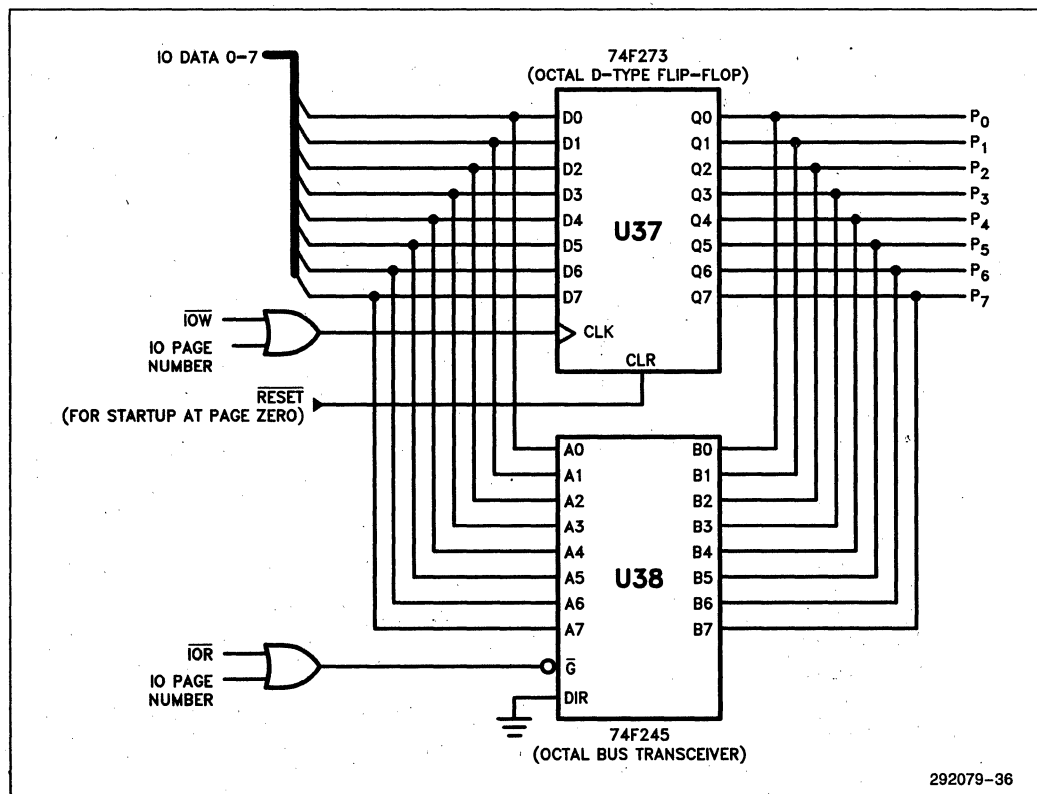 IO DATA 0-7
74F273
(OCTAL D-TYPE FLIP-FLOP)
D0 Q0 P0
D1 Q1 P1
D2 Q2 P2
D3 Q3 P3
U37
D4 Q4 P4
D5 Q5 P5
D6 Q6 P6
D7 Q7 P7
IOW
IO PAGE
NUMBER
CLK
CLR
RESET
(FOR STARTUP AT PAGE ZERO)
A0 B0
A1 B1
A2 B2
A3 B3
A4 B4
U38
A5 B5
A6 B6
A7 B7
IOR
IO PAGE
NUMBER
G
DIR
74F245
(OCTAL BUS TRANSCEIVER)
292079-36